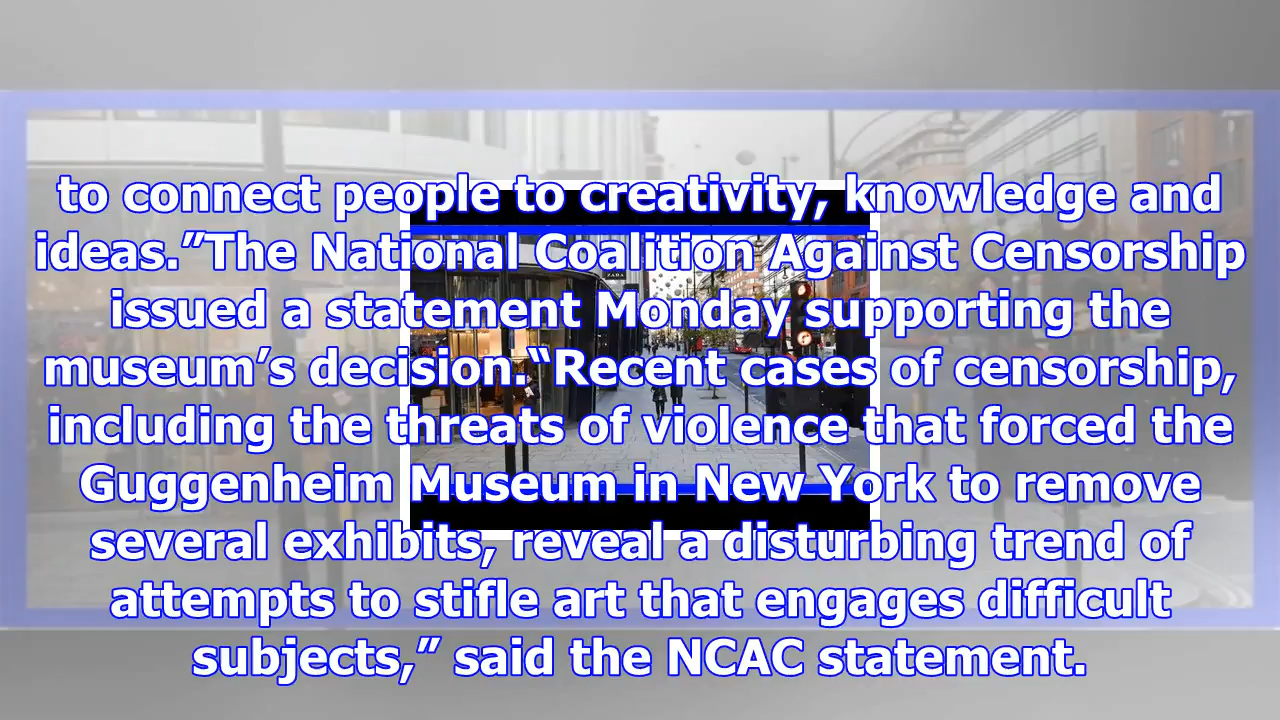 to connect people to creativity, knowledge and
ideas.”The National Coalition Against Censorship
issued a statement Monday supporting the
museum’s decision.“Recent cases of censorship,
including the threats of violence that forced the
Guggenheim Museum in New York to remove
several exhibits, reveal a disturbing trend of
attempts to stifle art that engages difficult
subjects,” said the NCAC statement.
ZARA